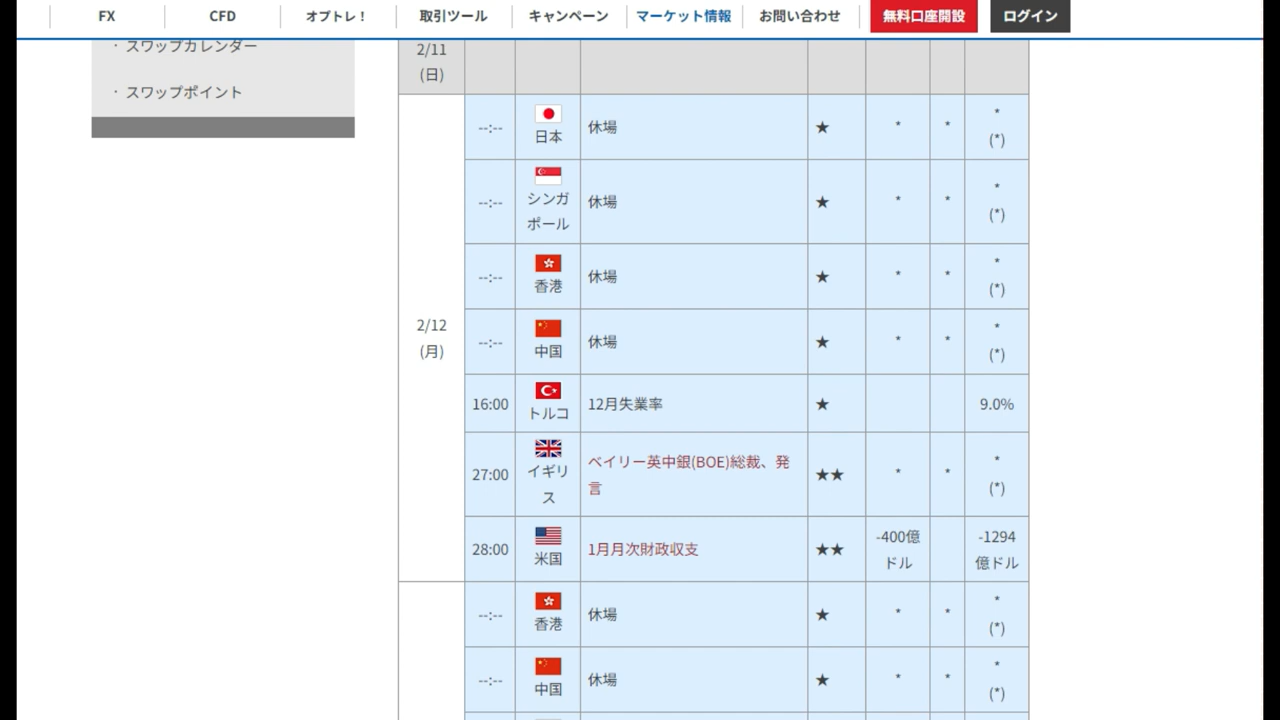 FX CFD オプトレ！ 取引ツール キャンペーン マーケット情報 お問い合わせ 無料口座開設 ログイン
・スワップカレンダー
・スワップポイント
2/11
(日)
2/12
(月)
--:-- 日本 休場 ★ * * *
(*)
--:-- シンガ
ポール 休場 ★ * * *
(*)
--:-- 香港 休場 ★ * * *
(*)
--:-- 中国 休場 ★ * * *
(*)
16:00 トルコ 12月失業率 ★ 9.0%
27:00 イギリ
ス ベイリー英中銀(BOE)総裁、発
言 ★★ * * *
(*)
28:00 米国 1月月次財政収支 ★★ -400億
ドル -1294
億ドル
--:-- 香港 休場 ★ * * *
(*)
--:-- 中国 休場 ★ * * *
(*)